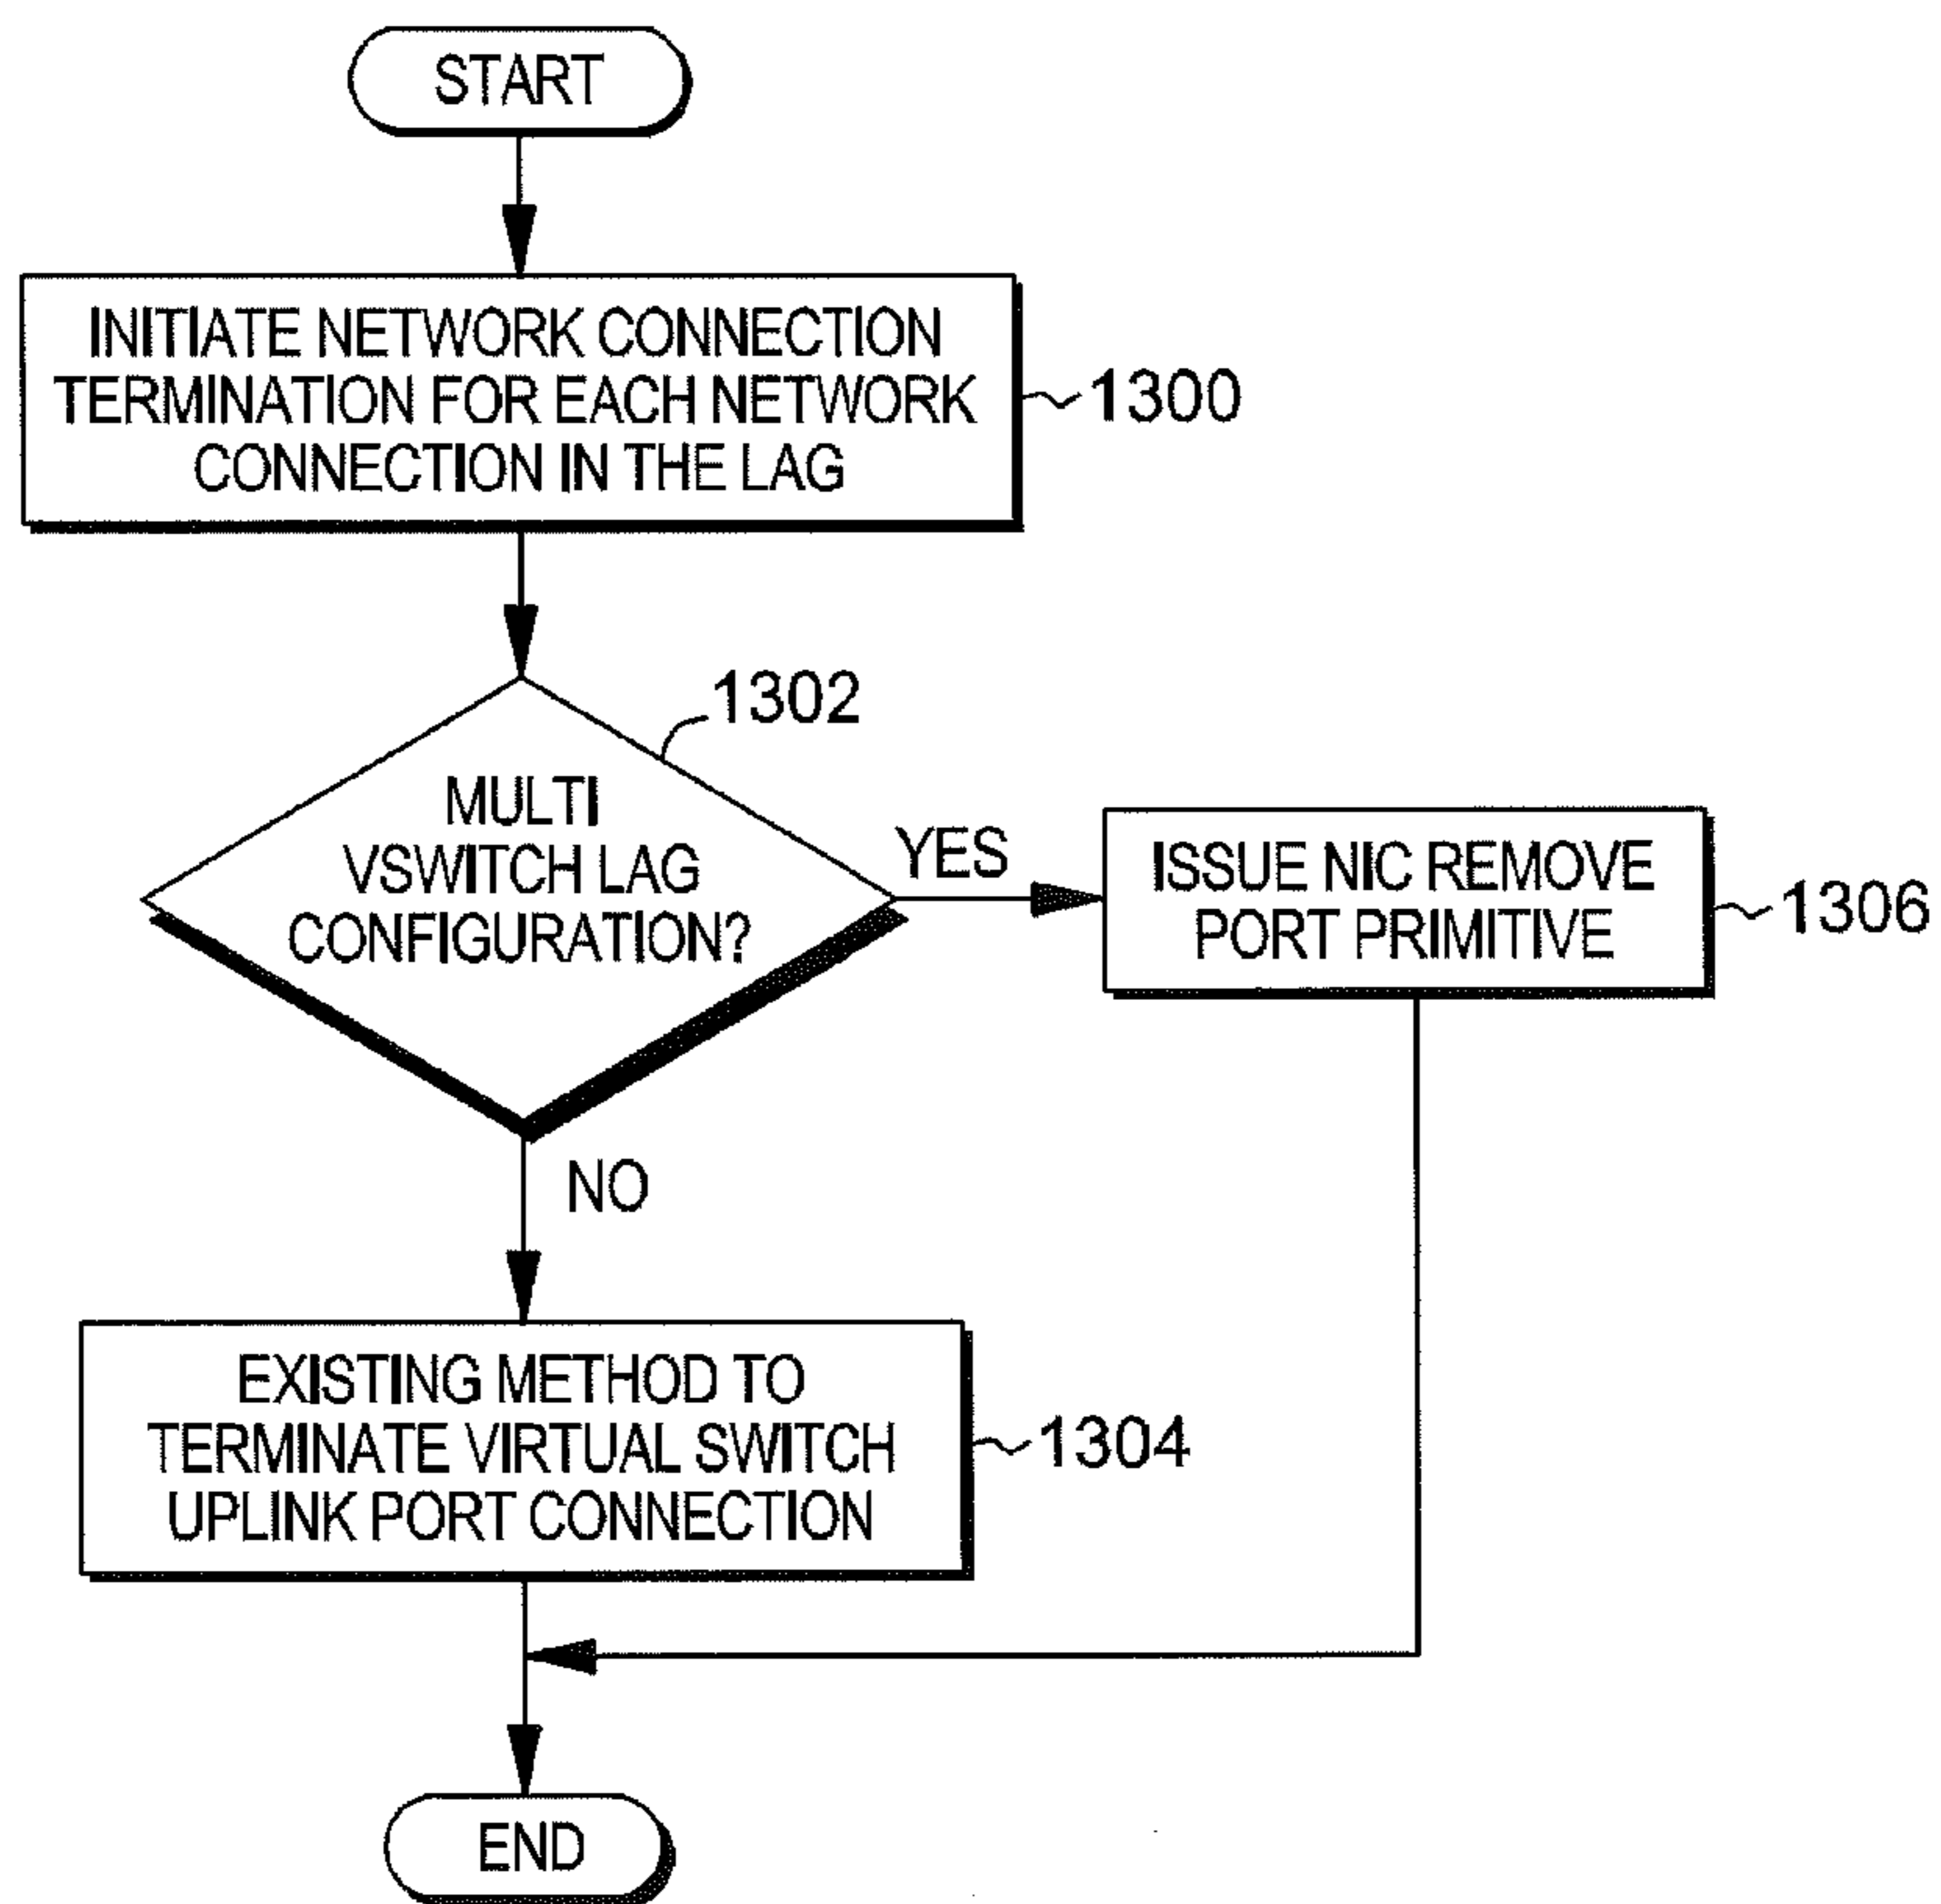 START
INITIATE NETWORK CONNECTION
TERMINATION FOR EACH NETWORK
CONNECTION IN THE LAG
1300
1302
MULTI
VSWITCH LAG
CONFIGURATION?
YES
ISSUE NIC REMOVE
PORT PRIMITIVE
1306
NO
EXISTING METHOD TO
TERMINATE VIRTUAL SWITCH
UPLINK PORT CONNECTION
1304
END